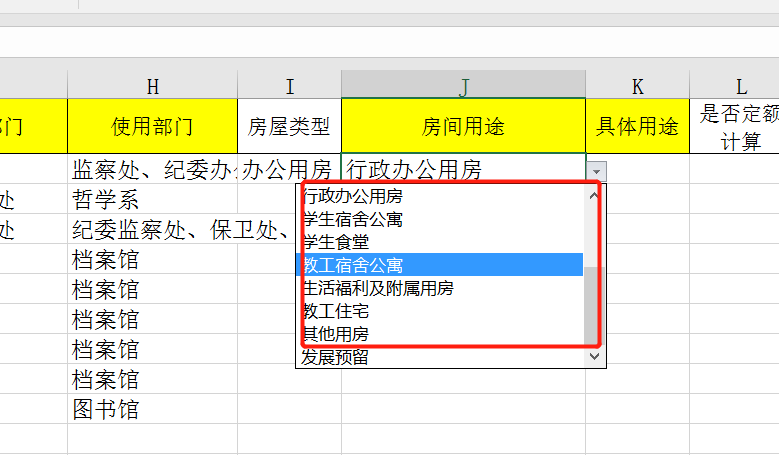 H I J K L
部门 使用部门 房屋类型 房间用途 具体用途 是否定额
计算
监察处、纪委办 办公用房 行政办公用房
处 哲学系
处 纪委监察处、保卫处、
档案馆
档案馆
档案馆
档案馆
档案馆
图书馆
行政办公用房
学生宿舍公寓
学生食堂
教工宿舍公寓
生活福利及附属用房
教工住宅
其他用房
发展预留